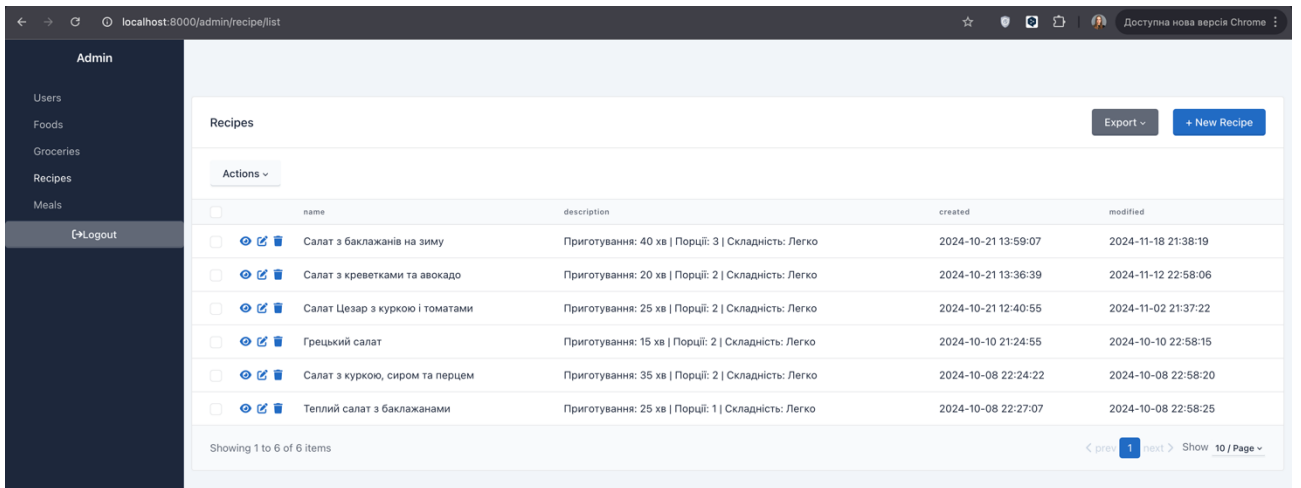 localhost:8000/admin/recipe/list
Доступна нова версія Chrome
Admin
Users
Foods
Groceries
Recipes
Meals
Logout
Recipes
Export
+ New Recipe
Actions
name description created modified
Салат з баклажанів на зиму Приготування: 40 хв | Порції: 3 | Складність: Легко 2024-10-21 13:59:07 2024-11-18 21:38:19
Салат з креветками та авокадо Приготування: 20 хв | Порції: 2 | Складність: Легко 2024-10-21 13:36:39 2024-11-12 22:58:06
Салат Цезар з куркою і томатами Приготування: 25 хв | Порції: 2 | Складність: Легко 2024-10-21 12:40:55 2024-11-02 21:37:22
Грецький салат Приготування: 15 хв | Порції: 2 | Складність: Легко 2024-10-10 21:24:55 2024-10-10 22:58:15
Салат з куркою, сиром та перцем Приготування: 35 хв | Порції: 2 | Складність: Легко 2024-10-08 22:24:22 2024-10-08 22:58:20
Теплий салат з баклажанами Приготування: 25 хв | Порції: 1 | Складність: Легко 2024-10-08 22:27:07 2024-10-08 22:58:25
Showing 1 to 6 of 6 items
prev 1 next Show 10 / Page